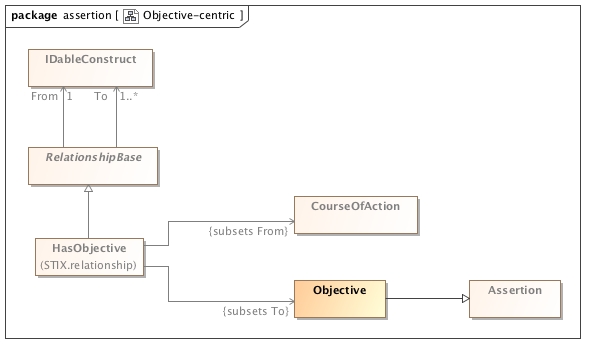 package assertion [ Objective-centric ]
IDableConstruct
From 1 To 1..*
RelationshipBase
CourseOfAction
{subsets From}
HasObjective
(STIX.relationship)
Objective
Assertion
{subsets To}